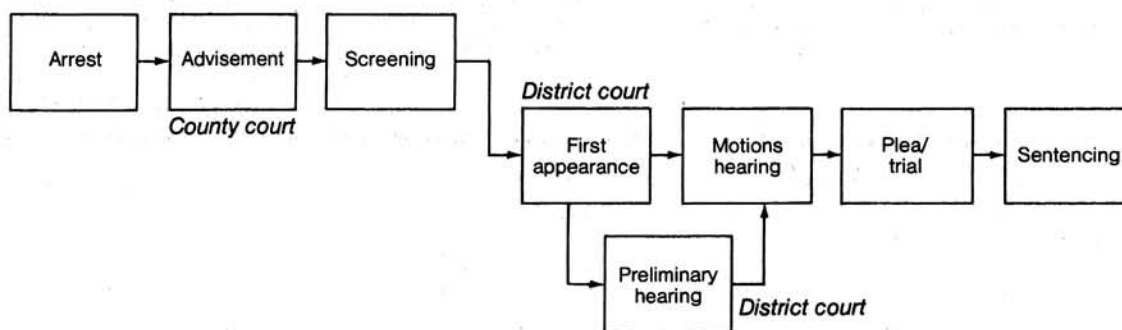 Arrest
Advisement
Screening
County court
District court
First
appearance
Motions
hearing
Plea/
trial
Sentencing
Preliminary
hearing
District court